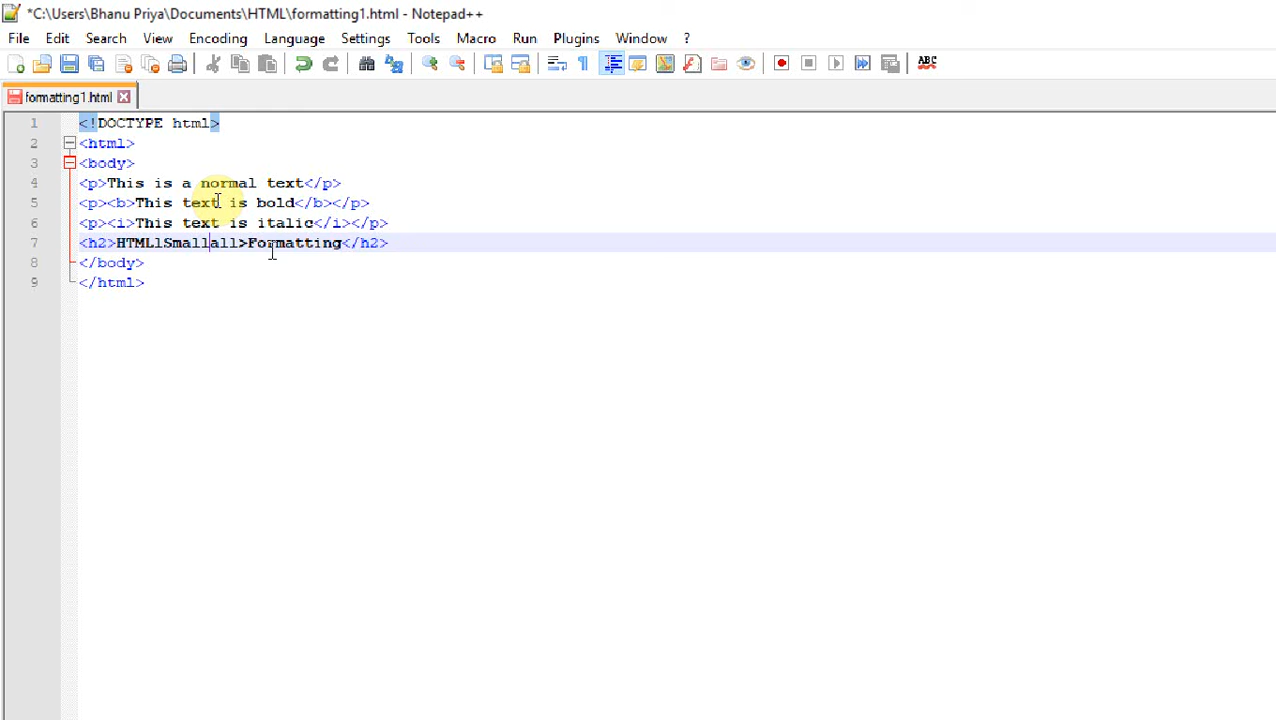 *C:\Users\Bhanu Priya\Documents\HTML\formatting1.html - Notepad++
File Edit Search View Encoding Language Settings Tools Macro Run Plugins Window ?
ABC
formatting1.html
1 <!DOCTYPE html>
2 <html>
3 <body>
4 <p>This is a normal text</p>
5 <p><b>This text is bold</b></p>
6 <p><i>This text is italic</i></p>
7 <h2>HTMLlSmallall>Formatting</h2>
8 </body>
9 </html>